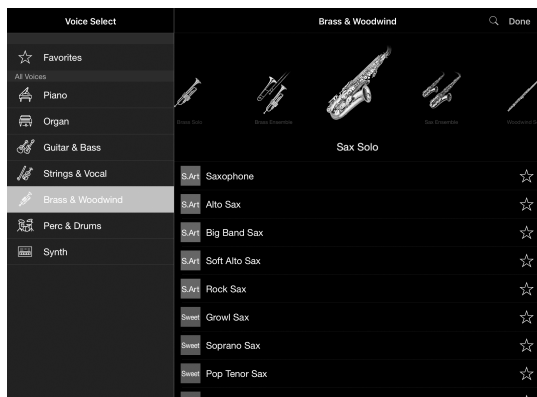 Voice Select
Brass & Woodwind
Done
Favorites
All Voices
Piano
Organ
Guitar & Bass
Strings & Vocal
Brass & Woodwind
Perc & Drums
Synth
Brass Solo
Brass Ensemble
Sax Ensemble
Woodwind S
Sax Solo
S.Art Saxophone
S.Art Alto Sax
S.Art Big Band Sax
S.Art Soft Alto Sax
S.Art Rock Sax
Sweet Growl Sax
Sweet Soprano Sax
Sweet Pop Tenor Sax